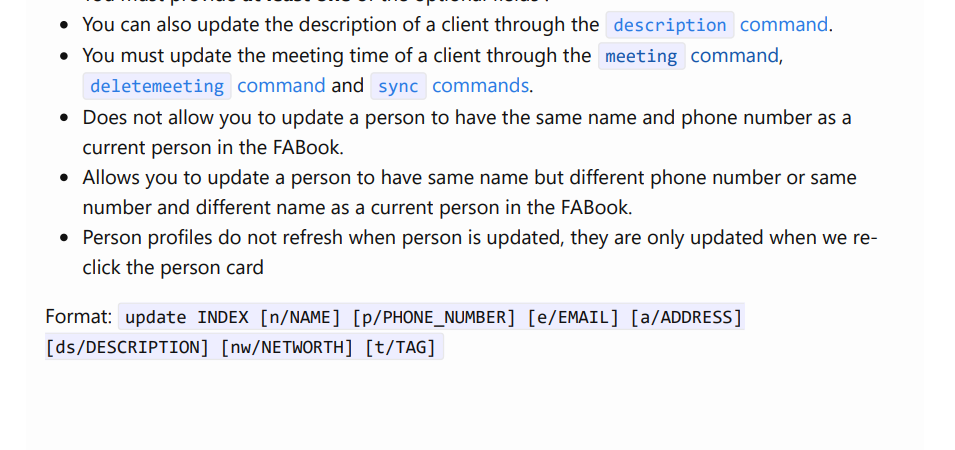 • You can also update the description of a client through the description command.
• You must update the meeting time of a client through the meeting command,
deletemeeting command and sync commands.
• Does not allow you to update a person to have the same name and phone number as a
current person in the FABook.
• Allows you to update a person to have same name but different phone number or same
number and different name as a current person in the FABook.
• Person profiles do not refresh when person is updated, they are only updated when we re-
click the person card
Format: update INDEX [n/NAME] [p/PHONE_NUMBER] [e/EMAIL] [a/ADDRESS]
[ds/DESCRIPTION] [nw/NETWORTH] [t/TAG]